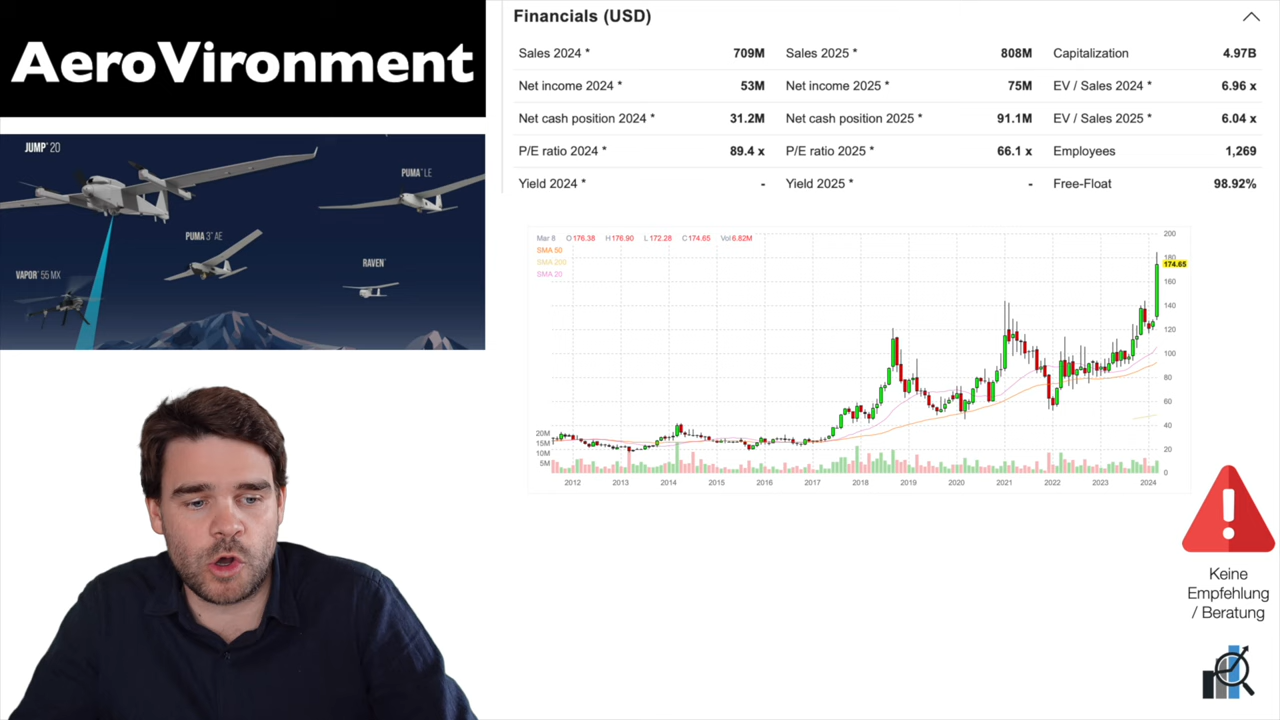 AeroVironment
JUMP 20
PUMA LE
PUMA 3 AE
RAVEN
VAPOR 55 MX
Financials (USD)
Sales 2024 * 709M Sales 2025 * 808M Capitalization 4.97B
Net income 2024 * 53M Net income 2025 * 75M EV / Sales 2024 * 6.96 x
Net cash position 2024 * 31.2M Net cash position 2025 * 91.1M EV / Sales 2025 * 6.04 x
P/E ratio 2024 * 89.4 x P/E ratio 2025 * 66.1 x Employees 1,269
Yield 2024 * - Yield 2025 * - Free-Float 98.92%
Mar 8 O176.38 H176.90 L172.28 C174.65 Vol6.82M
SMA 50
SMA 200
SMA 20
200
180
174.65
160
140
120
100
80
60
40
20
0
20M
15M
10M
5M
2012 2013 2014 2015 2016 2017 2018 2019 2020 2021 2022 2023 2024
Keine
Empfehlung
/ Beratung